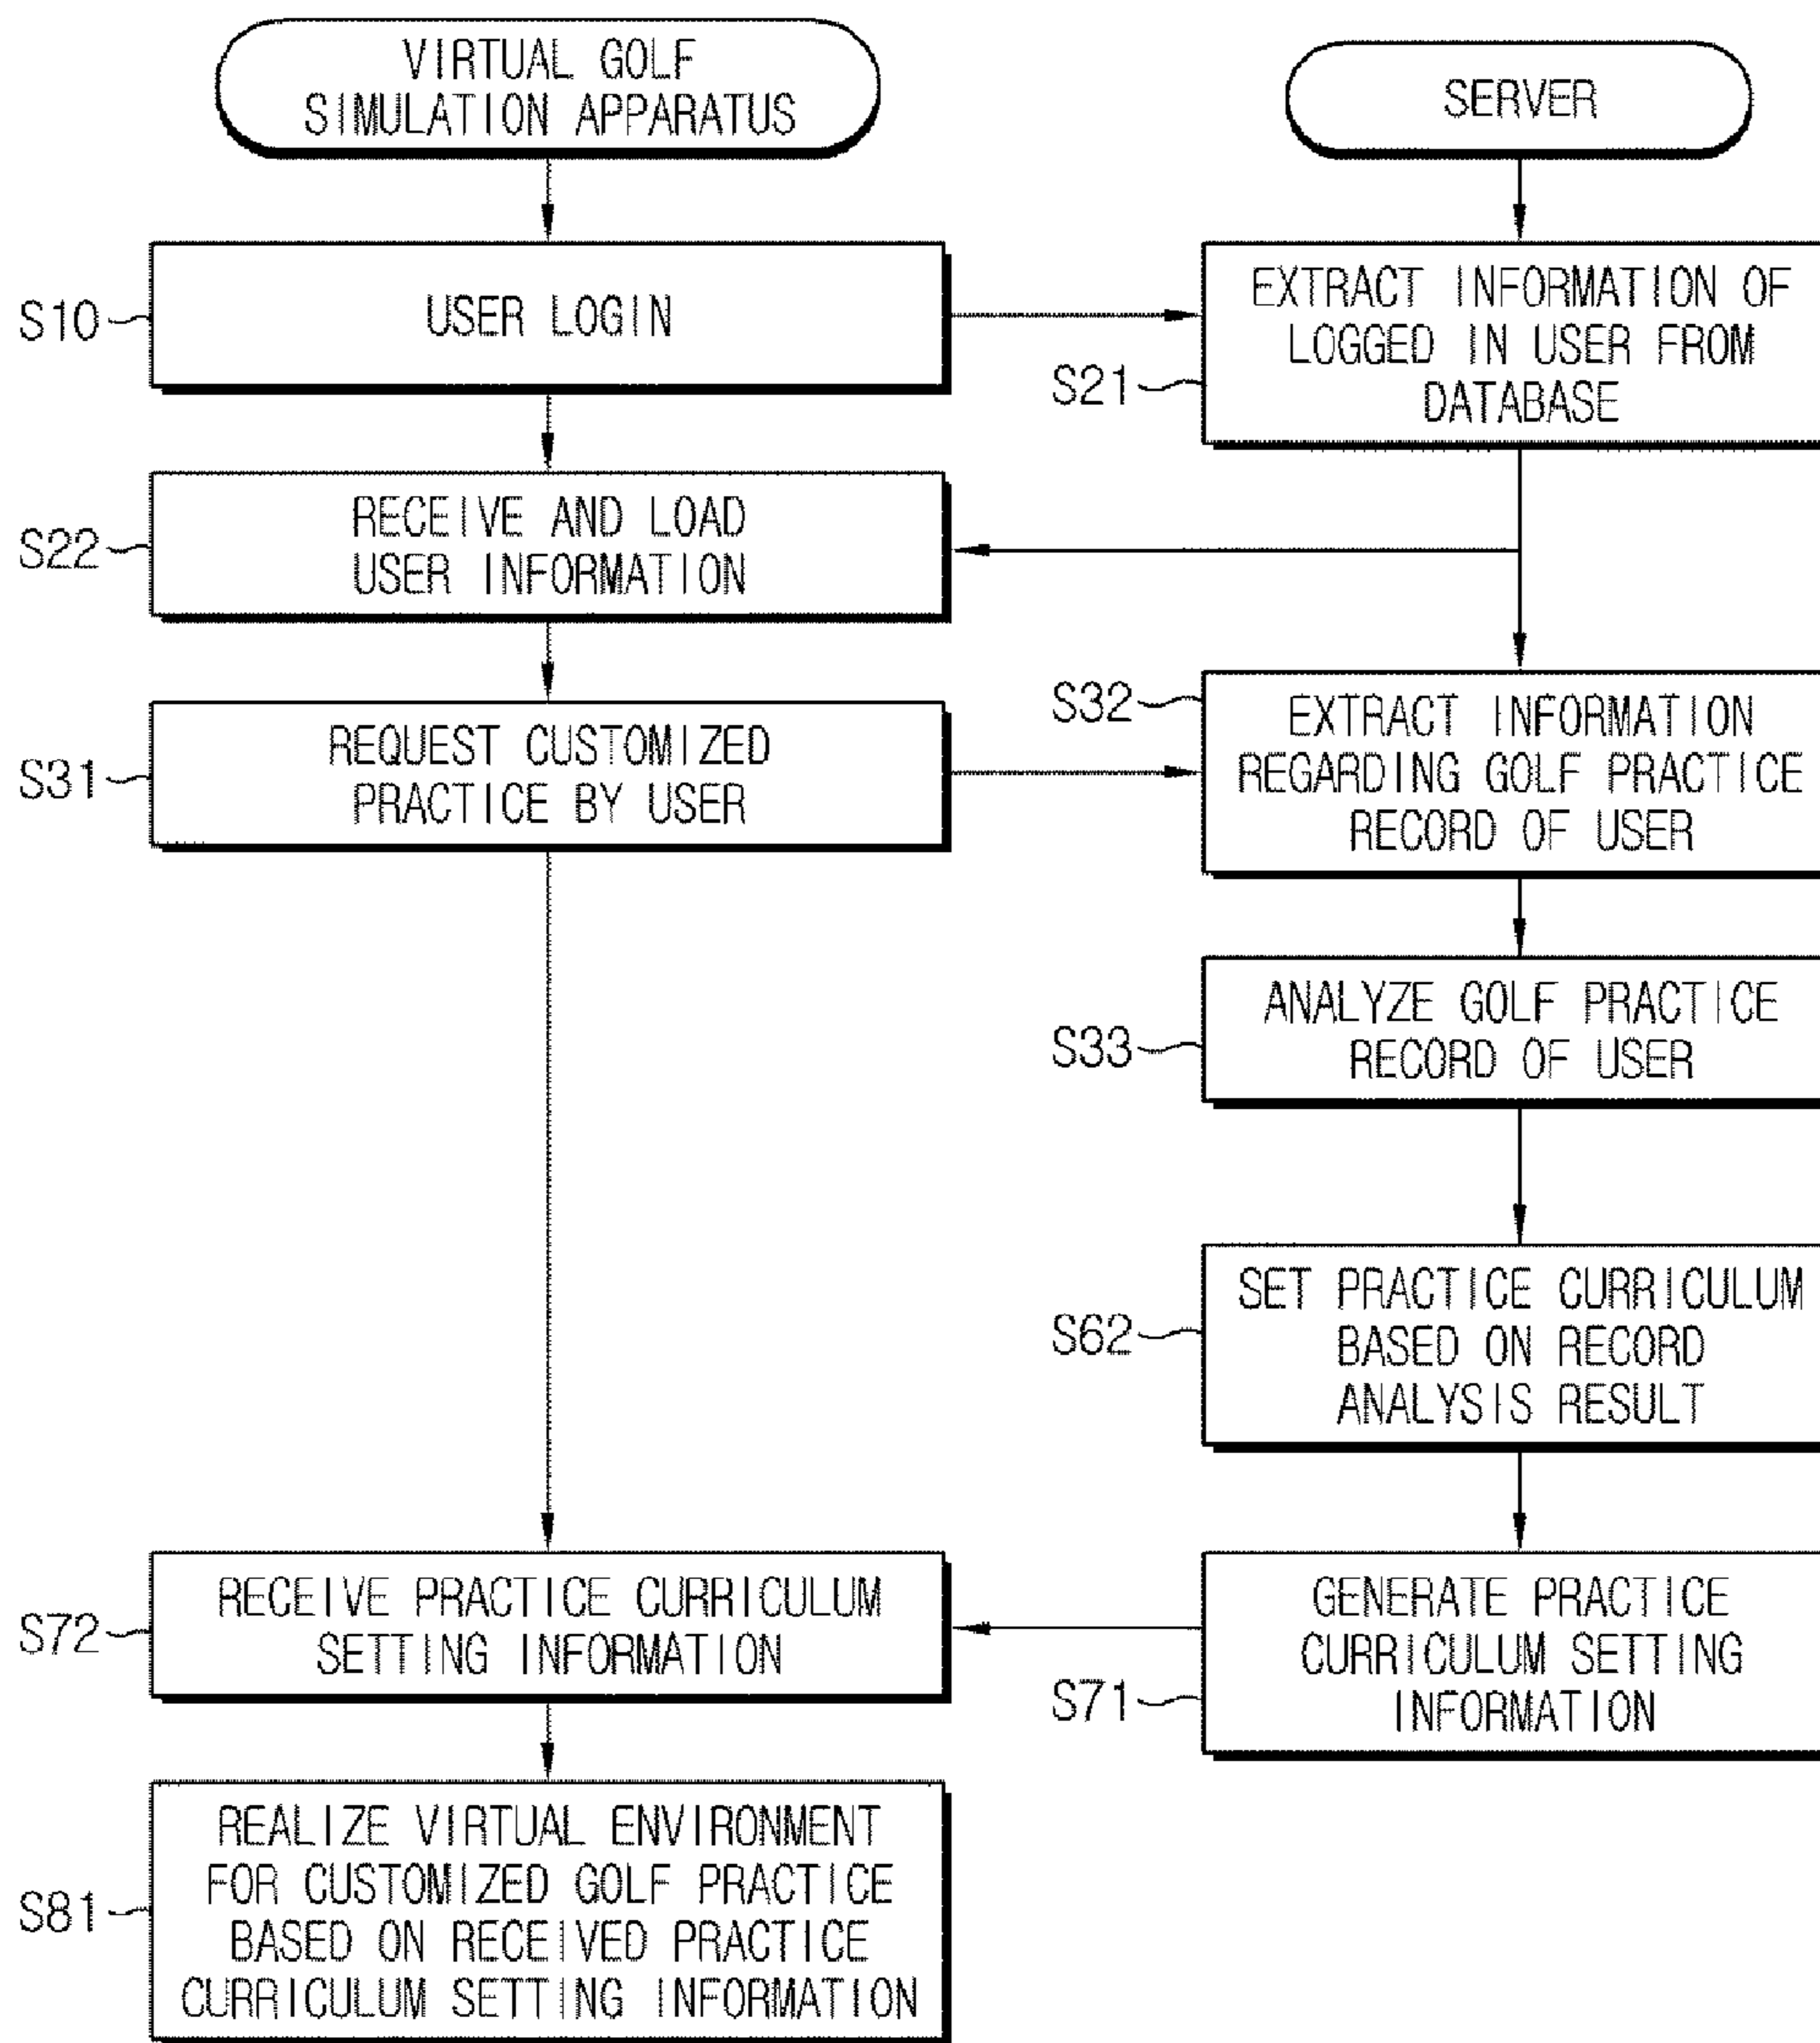 VIRTUAL GOLF
SIMULATION APPARATUS
SERVER
S10
USER LOGIN
EXTRACT INFORMATION OF
LOGGED IN USER FROM
DATABASE
S21
S22
RECEIVE AND LOAD
USER INFORMATION
S31
REQUEST CUSTOMIZED
PRACTICE BY USER
S32
EXTRACT INFORMATION
REGARDING GOLF PRACTICE
RECORD OF USER
S33
ANALYZE GOLF PRACTICE
RECORD OF USER
S62
SET PRACTICE CURRICULUM
BASED ON RECORD
ANALYSIS RESULT
S72
RECEIVE PRACTICE CURRICULUM
SETTING INFORMATION
GENERATE PRACTICE
CURRICULUM SETTING
INFORMATION
S71
S81
REALIZE VIRTUAL ENVIRONMENT
FOR CUSTOMIZED GOLF PRACTICE
BASED ON RECEIVED PRACTICE
CURRICULUM SETTING INFORMATION